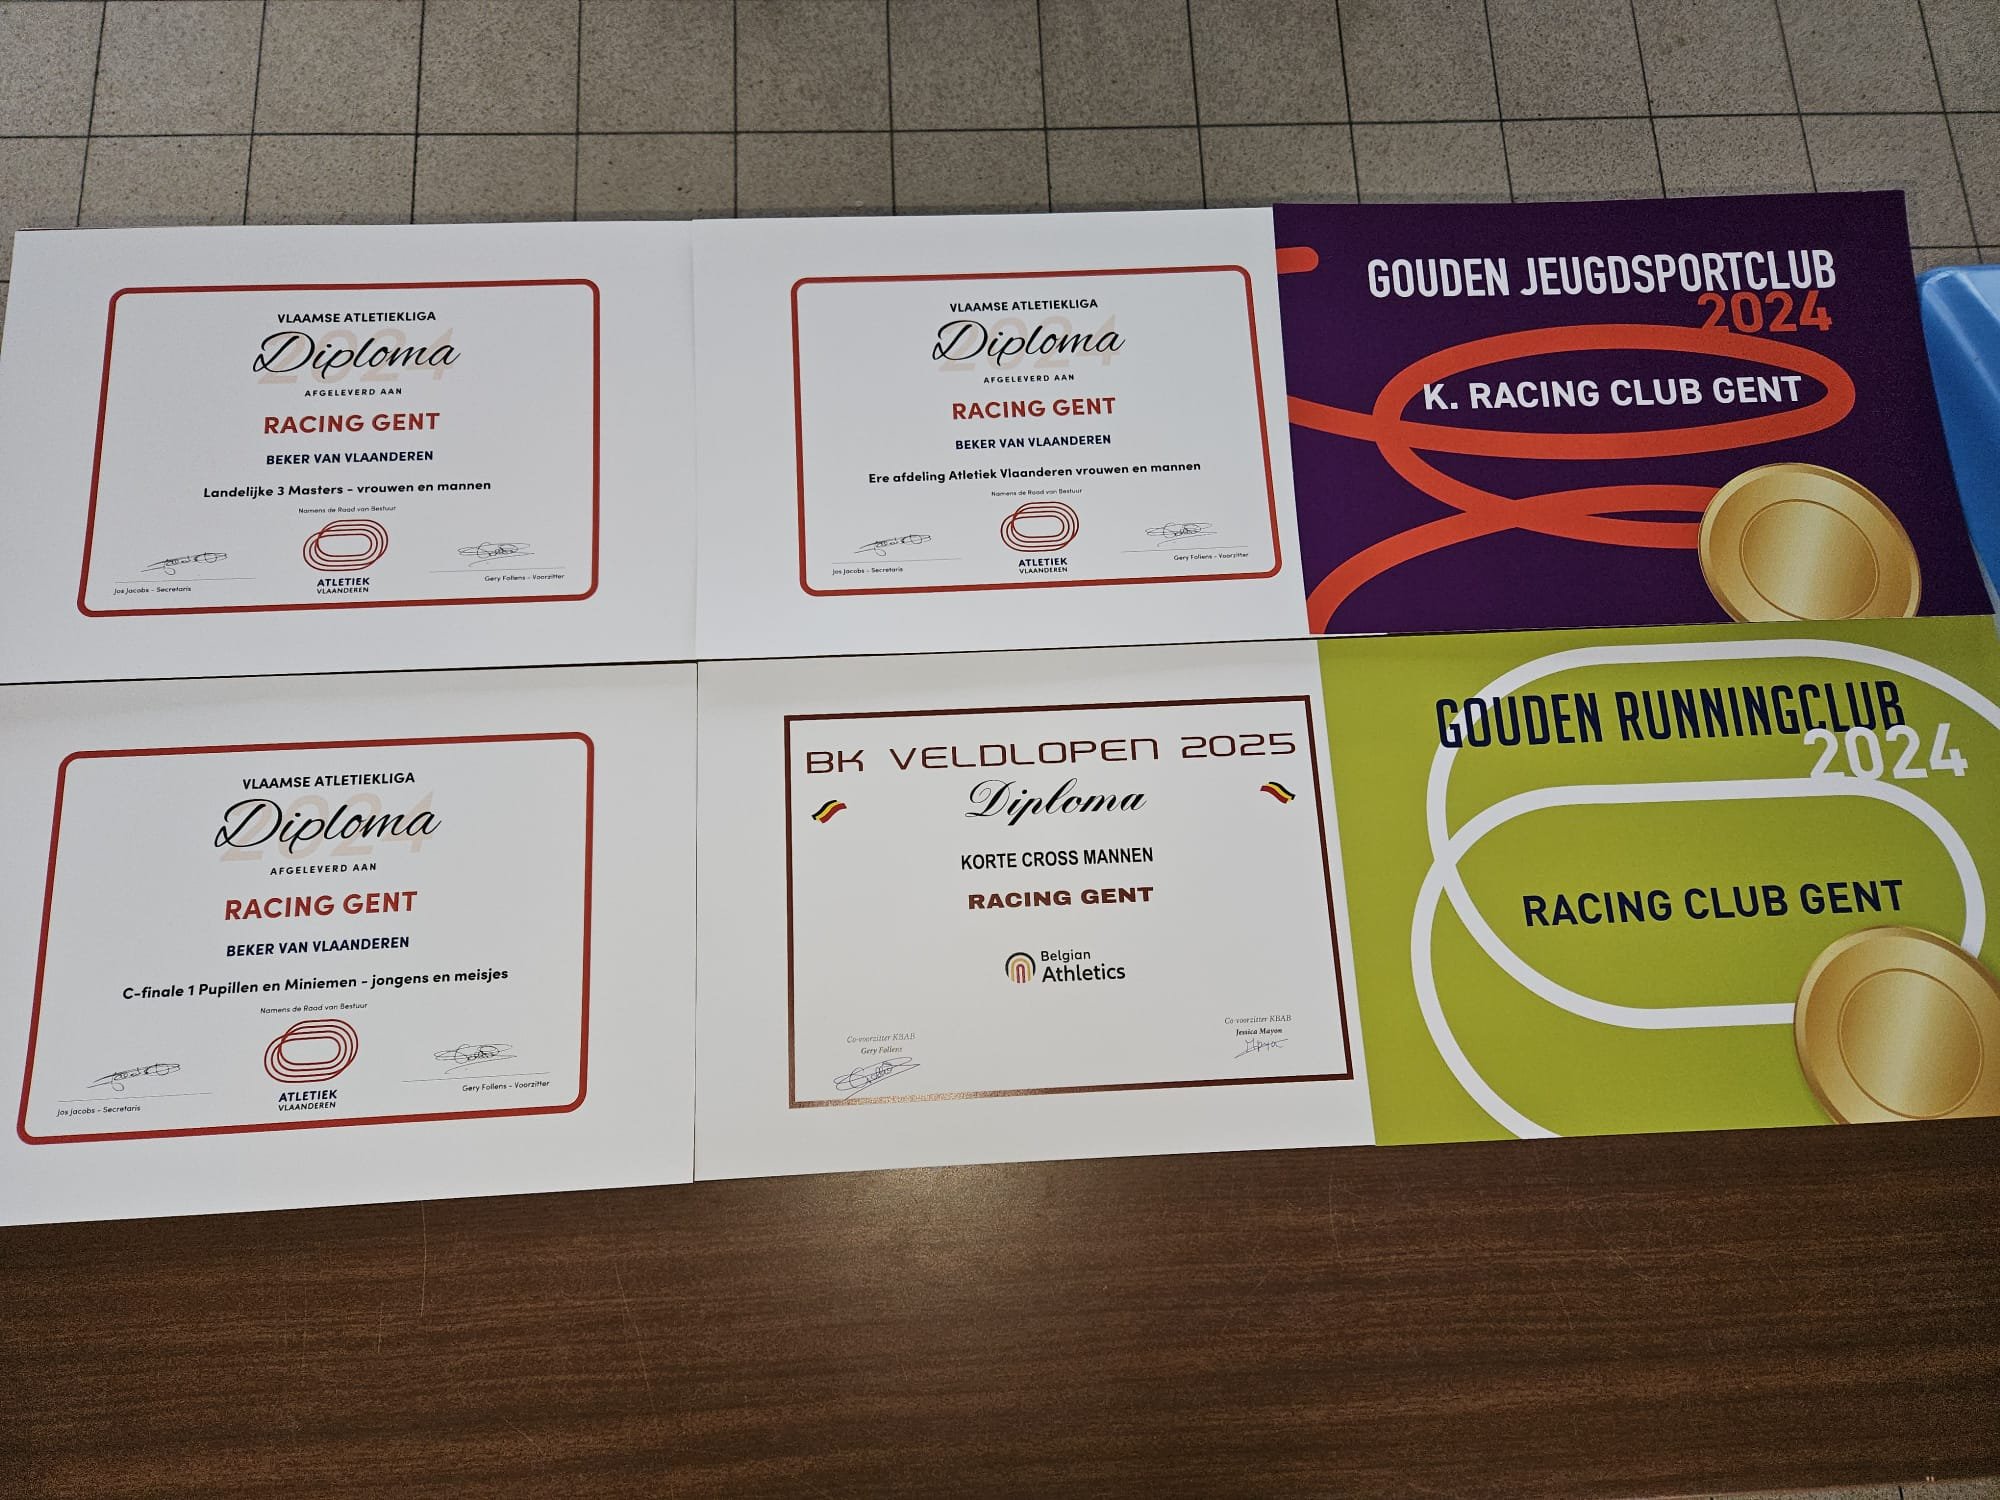 VLAAMSE ATLETIEKLIGA
2024
Diploma
AFGELEVERD AAN
RACING GENT
BEKER VAN VLAANDEREN
Landelijke 3 Masters - vrouwen en mannen
Namens de Raad van Bestuur
ATLETIEK
VLAANDEREN
Jos Jacobs - Secretaris
Gery Follens - Voorzitter
VLAAMSE ATLETIEKLIGA
2024
Diploma
AFGELEVERD AAN
RACING GENT
BEKER VAN VLAANDEREN
Ere afdeling Atletiek Vlaanderen vrouwen en mannen
Namens de Raad van Bestuur
ATLETIEK
VLAANDEREN
Jos Jacobs - Secretaris
Gery Follens - Voorzitter
GOUDEN JEUGDSPORTCLUB
2024
K. RACING CLUB GENT
VLAAMSE ATLETIEKLIGA
2024
Diploma
AFGELEVERD AAN
RACING GENT
BEKER VAN VLAANDEREN
C-finale 1 Pupillen en Miniemen - jongens en meisjes
Namens de Raad van Bestuur
ATLETIEK
VLAANDEREN
Jos Jacobs - Secretaris
Gery Follens - Voorzitter
BK VELDLOPEN 2025
Diploma
KORTE CROSS MANNEN
RACING GENT
Belgian
Athletics
Co-voorzitter KBAB
Gery Follens
Co-voorzitter KBAB
Jessica Mayon
GOUDEN RUNNINGCLUB
2024
RACING CLUB GENT